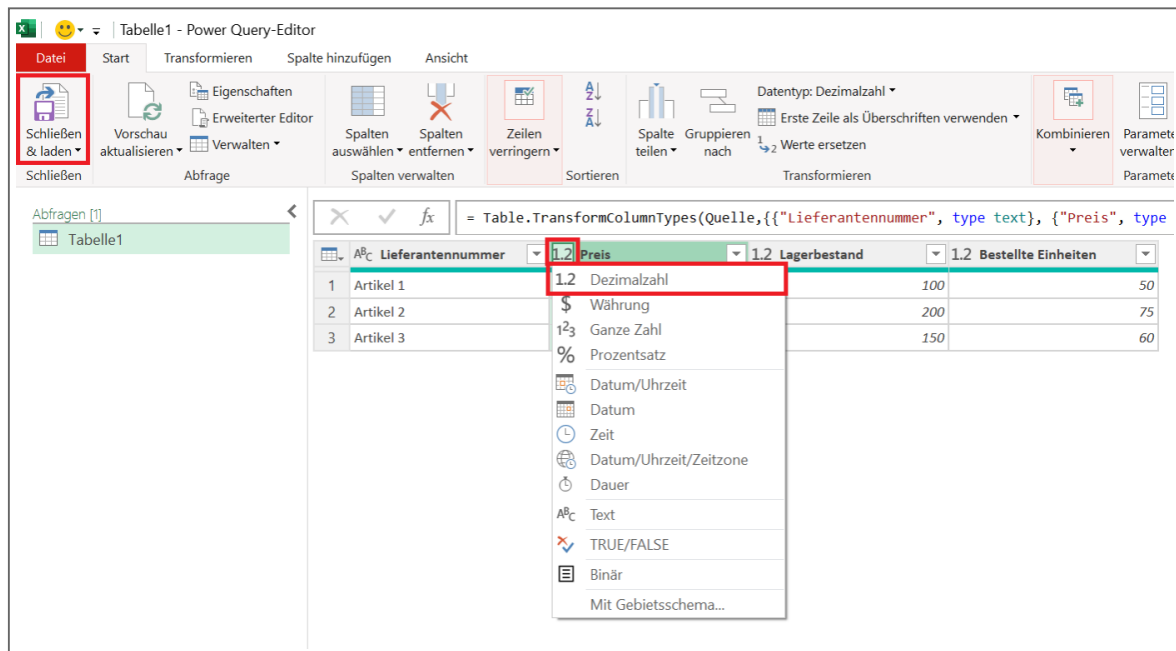 Tabelle1 - Power Query-Editor
Datei Start Transformieren Spalte hinzufügen Ansicht
Schließen & laden
Vorschau aktualisieren
Eigenschaften
Erweiterter Editor
Verwalten
Spalten auswählen
Spalten entfernen
Zeilen verringern
Spalte teilen
Gruppieren nach
Datentyp: Dezimalzahl
Erste Zeile als Überschriften verwenden
Werte ersetzen
Kombinieren
Paramete
verwalten
Schließen Abfrage Spalten verwalten Sortieren Transformieren Paramete
Abfragen [1]
Tabelle1
fx = Table.TransformColumnTypes(Quelle,{{"Lieferantennummer", type text}, {"Preis", type
ABC Lieferantennummer 1.2 Preis 1.2 Lagerbestand 1.2 Bestellte Einheiten
1 Artikel 1 100 50
2 Artikel 2 200 75
3 Artikel 3 150 60
1.2 Dezimalzahl
$ Währung
123 Ganze Zahl
% Prozentsatz
Datum/Uhrzeit
Datum
Zeit
Datum/Uhrzeit/Zeitzone
Dauer
ABC Text
TRUE/FALSE
Binär
Mit Gebietsschema...